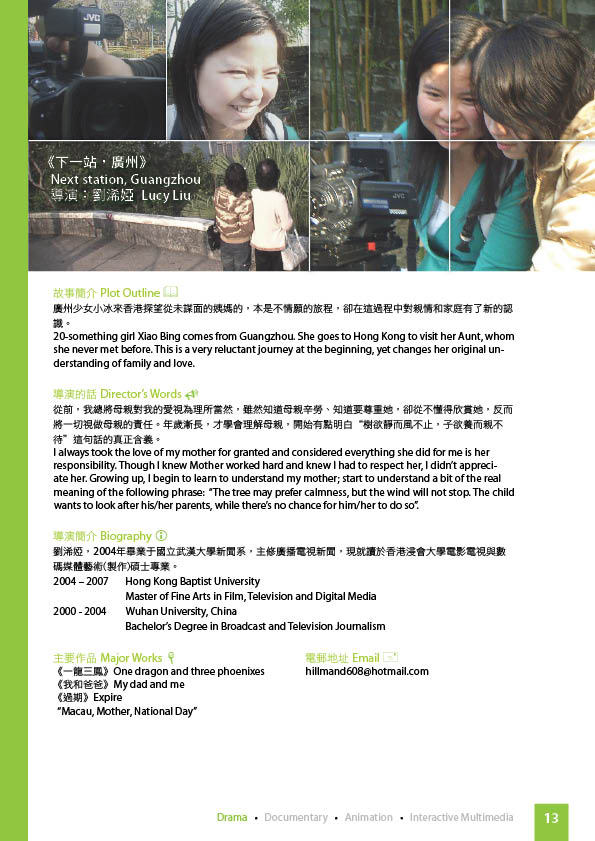 JVC
JVC
《下一站，廣州》
Next station, Guangzhou
導演：劉浠婭 Lucy Liu
故事簡介 Plot Outline
廣州少女小冰來香港探望從未謀面的姨媽的，本是不情願的旅程，卻在這過程中對親情和家庭有了新的認
識。
20-something girl Xiao Bing comes from Guangzhou. She goes to Hong Kong to visit her Aunt, whom
she never met before. This is a very reluctant journey at the beginning, yet changes her original un-
derstanding of family and love.
導演的話 Director's Words
從前，我總將母親對我的愛視為理所當然，雖然知道母親辛勞、知道要尊重她，卻從不懂得欣賞她，反而
將一切視做母親的責任。年歲漸長，才學會理解母親，開始有點明白“樹欲靜而風不止，子欲養而親不
待”這句話的真正含義。
I always took the love of my mother for granted and considered everything she did for me is her
responsibility. Though I knew Mother worked hard and knew I had to respect her, I didn't appreci-
ate her. Growing up, I begin to learn to understand my mother; start to understand a bit of the real
meaning of the following phrase: “The tree may prefer calmness, but the wind will not stop. The child
wants to look after his/her parents, while there's no chance for him/her to do so”.
導演簡介 Biography
劉浠婭，2004年畢業于國立武漢大學新聞系，主修廣播電視新聞，現就讀於香港浸會大學電影電視與數
碼媒體藝術(製作)碩士專業。
2004 – 2007 Hong Kong Baptist University
Master of Fine Arts in Film, Television and Digital Media
2000 - 2004 Wuhan University, China
Bachelor's Degree in Broadcast and Television Journalism
主要作品 Major Works
《一龍三鳳》One dragon and three phoenixes
《我和爸爸》My dad and me
《過期》Expire
“Macau, Mother, National Day”
電郵地址 Email
hillmand608@hotmail.com
Drama • Documentary • Animation • Interactive Multimedia 13